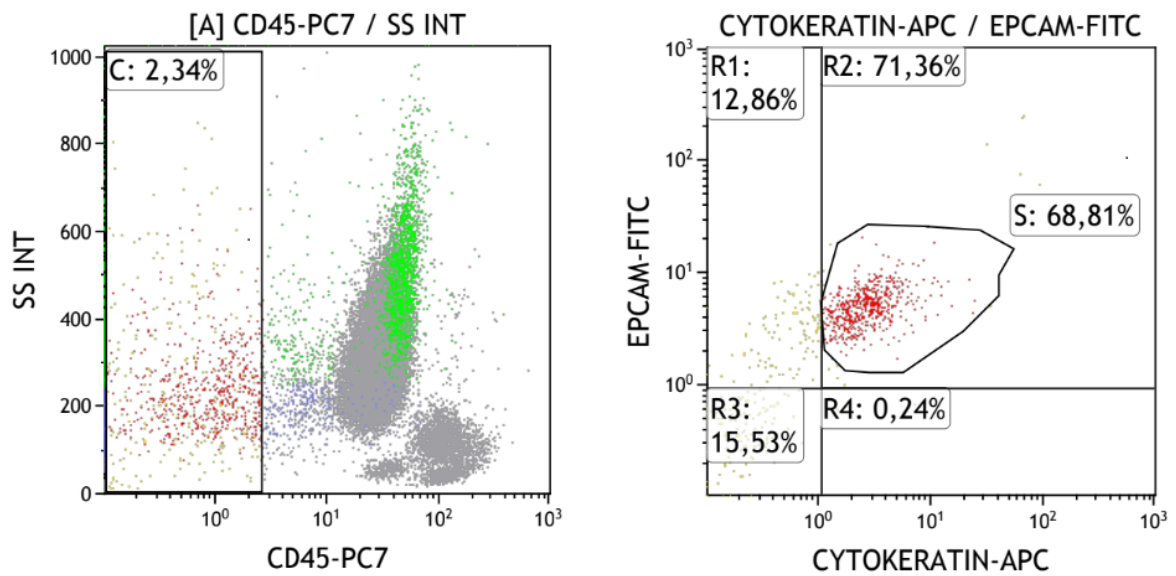 [A] CD45-PC7 / SS INT
C: 2,34%
1000
800
600
400
200
0
SS INT
10⁰
10¹
10²
10³
CD45-PC7
CYTOKERATIN-APC / EPCAM-FITC
R1:
12,86%
R2: 71,36%
S: 68,81%
R3:
15,53%
R4: 0,24%
10³
10²
10¹
10⁰
EPCAM-FITC
10⁰
10¹
10²
10³
CYTOKERATIN-APC